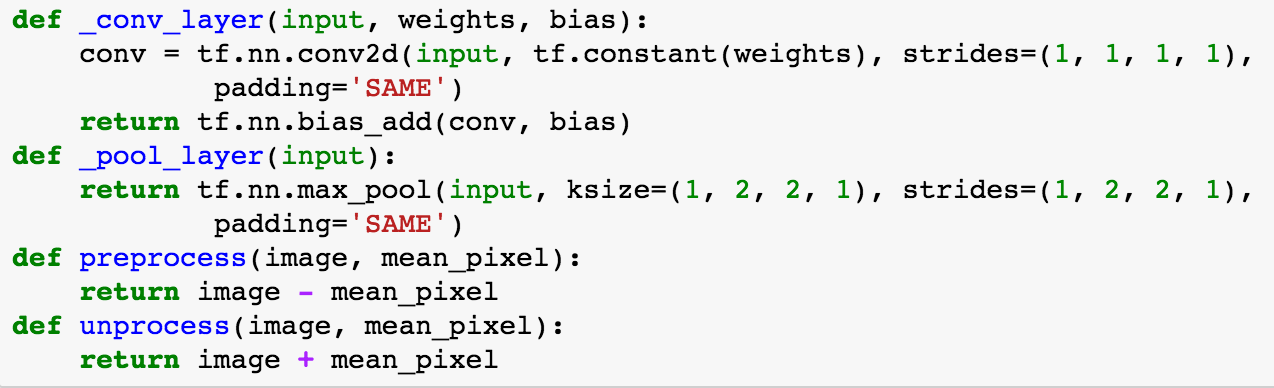 def _conv_layer(input, weights, bias):
    conv = tf.nn.conv2d(input, tf.constant(weights), strides=(1, 1, 1, 1),
            padding='SAME')
    return tf.nn.bias_add(conv, bias)
def _pool_layer(input):
    return tf.nn.max_pool(input, ksize=(1, 2, 2, 1), strides=(1, 2, 2, 1),
            padding='SAME')
def preprocess(image, mean_pixel):
    return image - mean_pixel
def unprocess(image, mean_pixel):
    return image + mean_pixel